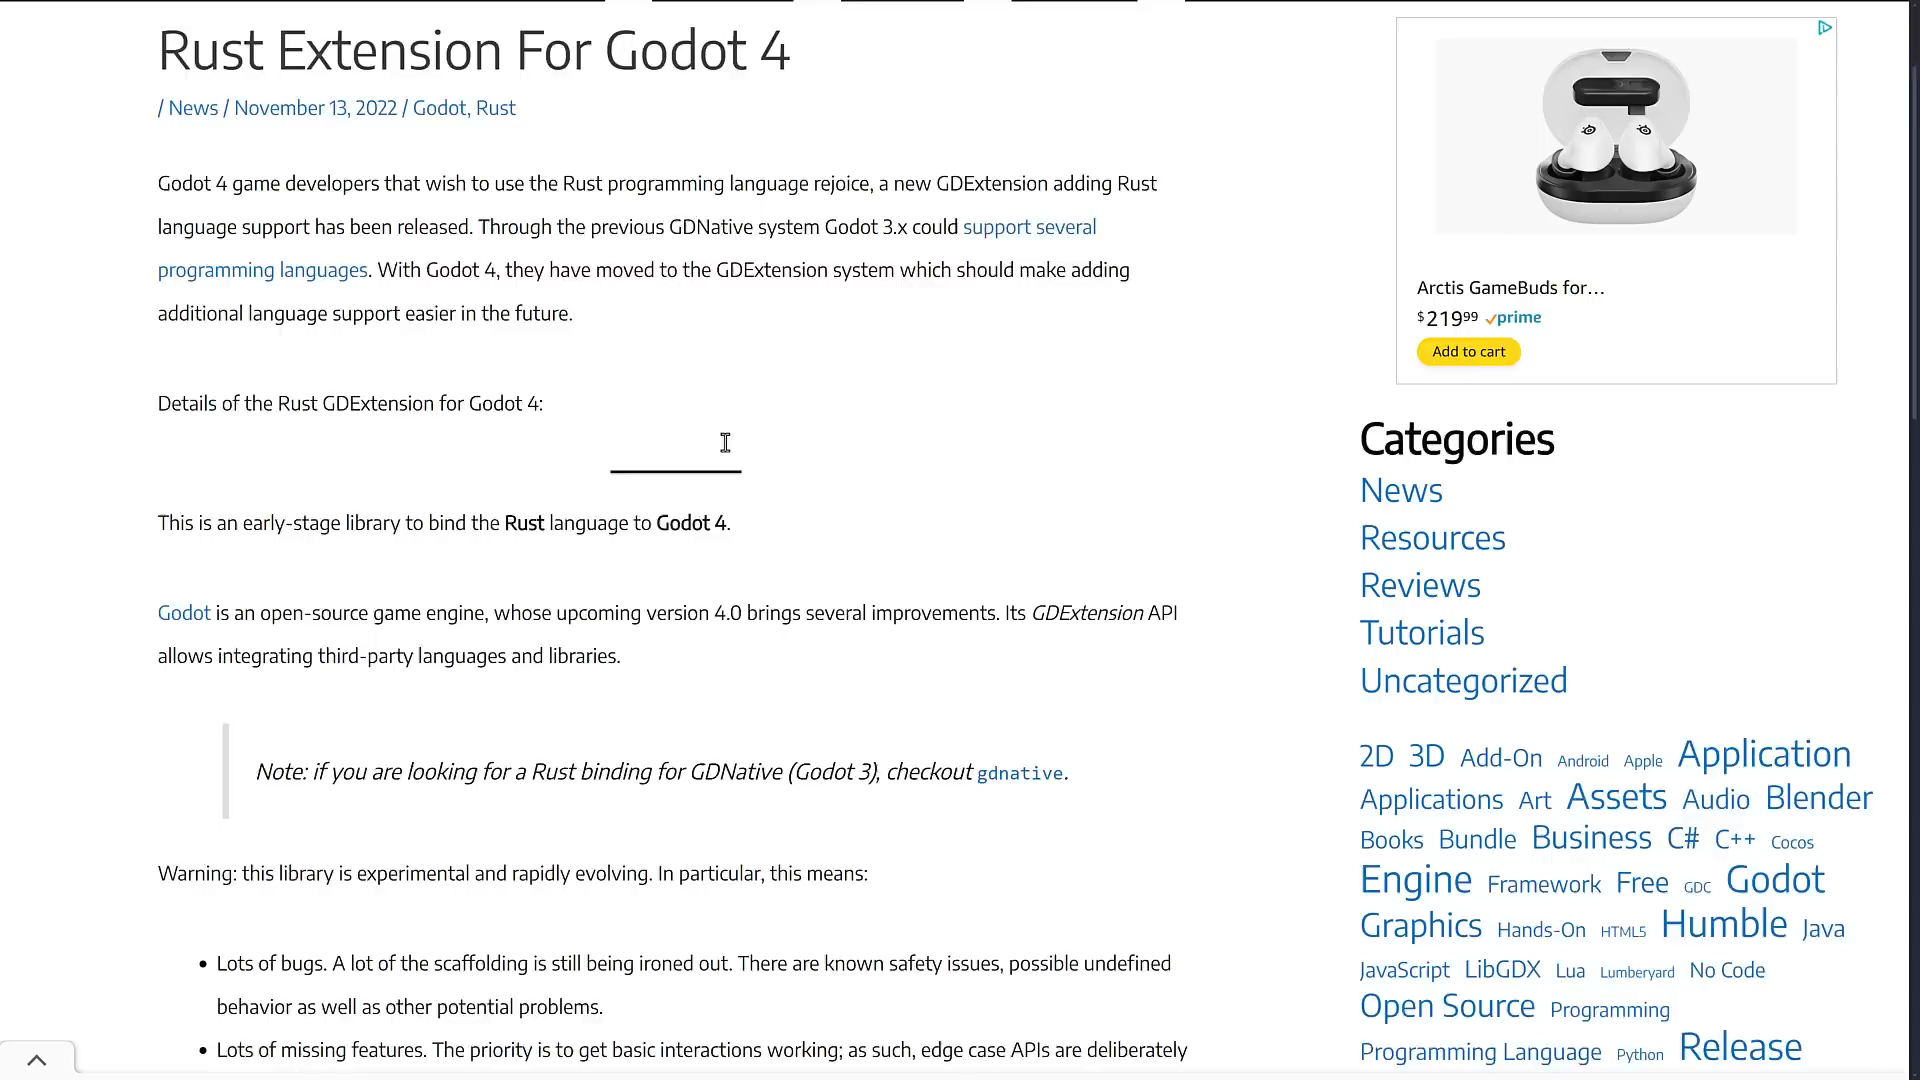 Rust Extension For Godot 4
/ News / November 13, 2022 / Godot, Rust
Godot 4 game developers that wish to use the Rust programming language rejoice, a new GDExtension adding Rust
language support has been released. Through the previous GDNative system Godot 3.x could support several
programming languages. With Godot 4, they have moved to the GDExtension system which should make adding
additional language support easier in the future.
Details of the Rust GDExtension for Godot 4:
This is an early-stage library to bind the Rust language to Godot 4.
Godot is an open-source game engine, whose upcoming version 4.0 brings several improvements. Its GDExtension API
allows integrating third-party languages and libraries.
Note: if you are looking for a Rust binding for GDNative (Godot 3), checkout gdnative.
Warning: this library is experimental and rapidly evolving. In particular, this means:
• Lots of bugs. A lot of the scaffolding is still being ironed out. There are known safety issues, possible undefined
behavior as well as other potential problems.
• Lots of missing features. The priority is to get basic interactions working; as such, edge case APIs are deliberately
Arctis GameBuds for...
$219.99 prime
Add to cart
Categories
News
Resources
Reviews
Tutorials
Uncategorized
2D 3D Add-On Android Apple Application
Applications Art Assets Audio Blender
Books Bundle Business C# C++ Cocos
Engine Framework Free GDC Godot
Graphics Hands-On HTML5 Humble Java
JavaScript LibGDX Lua Lumberyard No Code
Open Source Programming
Programming Language Python Release